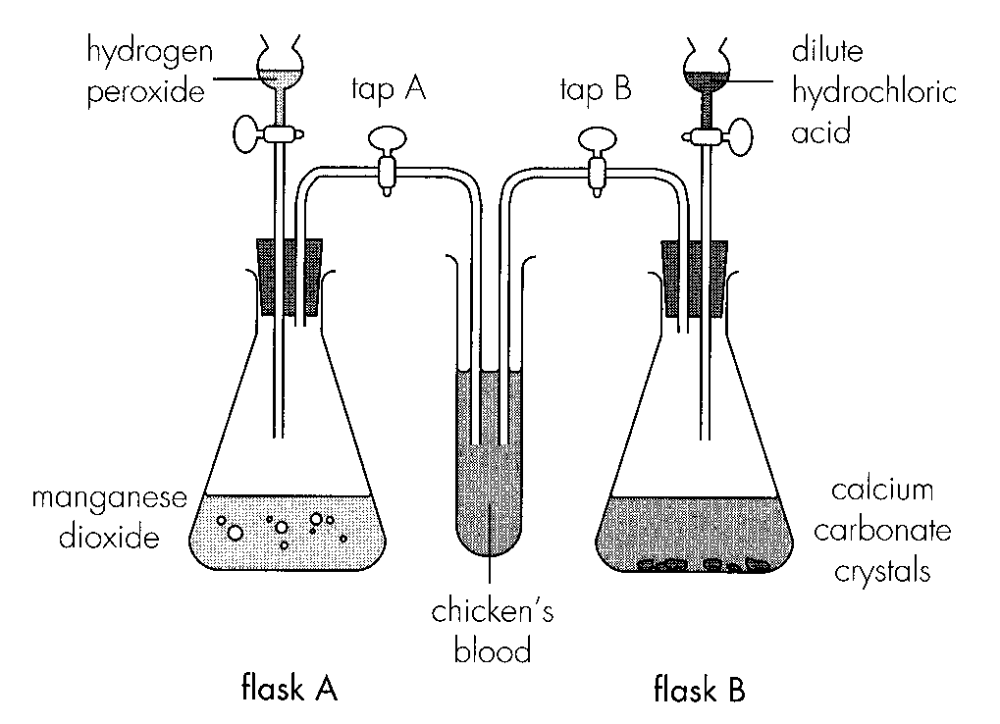 hydrogen
peroxide
tap A
tap B
dilute
hydrochloric
acid
manganese
dioxide
calcium
carbonate
crystals
chicken's
blood
flask A
flask B